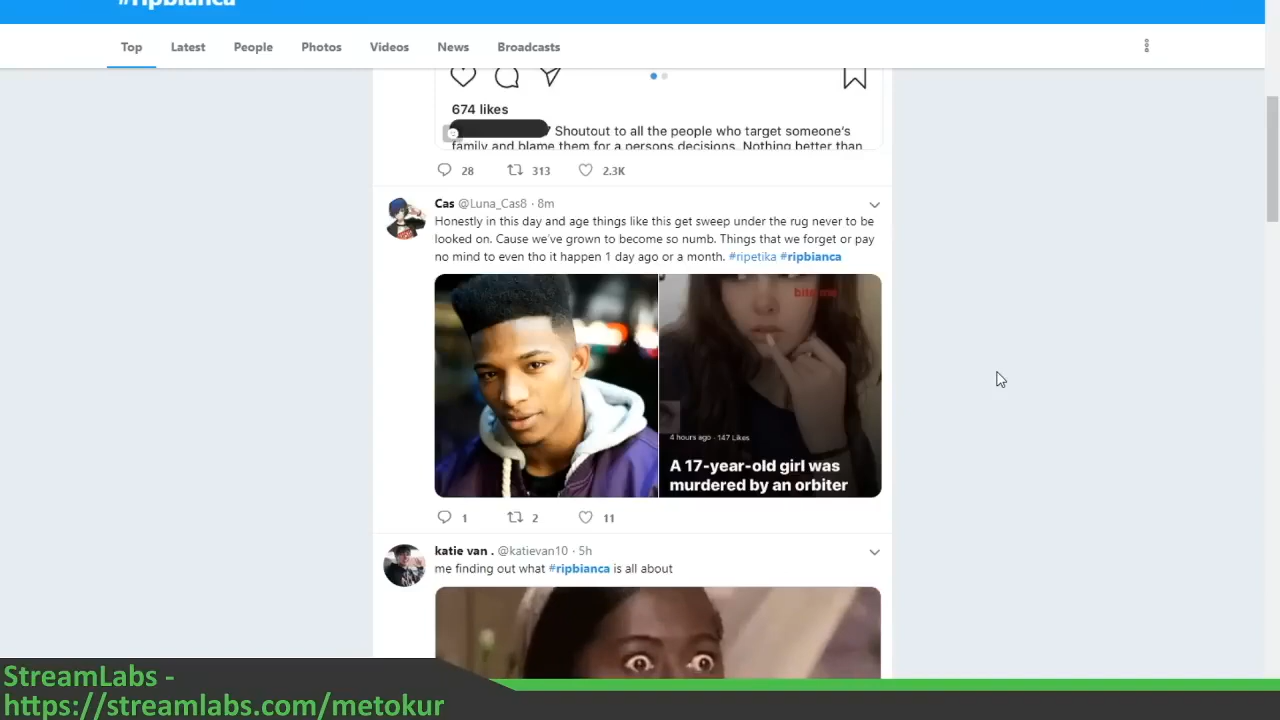 #ripbianca
Top Latest People Photos Videos News Broadcasts
674 likes
Shoutout to all the people who target someone's
family and blame them for a persons decisions. Nothing better than
28 313 2.3K
Cas @Luna_Cas8 · 8m
Honestly in this day and age things like this get sweep under the rug never to be
looked on. Cause we've grown to become so numb. Things that we forget or pay
no mind to even tho it happen 1 day ago or a month. #ripetika #ripbianca
bite me
4 hours ago · 147 Likes
A 17-year-old girl was
murdered by an orbiter
1 2 11
katie van . @katievan10 · 5h
me finding out what #ripbianca is all about
StreamLabs -
https://streamlabs.com/metokur